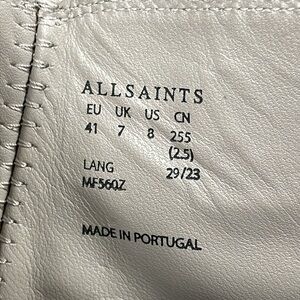 ALLSAINTS
EU UK US CN
41 7 8 255
(2.5)
LANG 29/23
MF560Z
MADE IN PORTUGAL